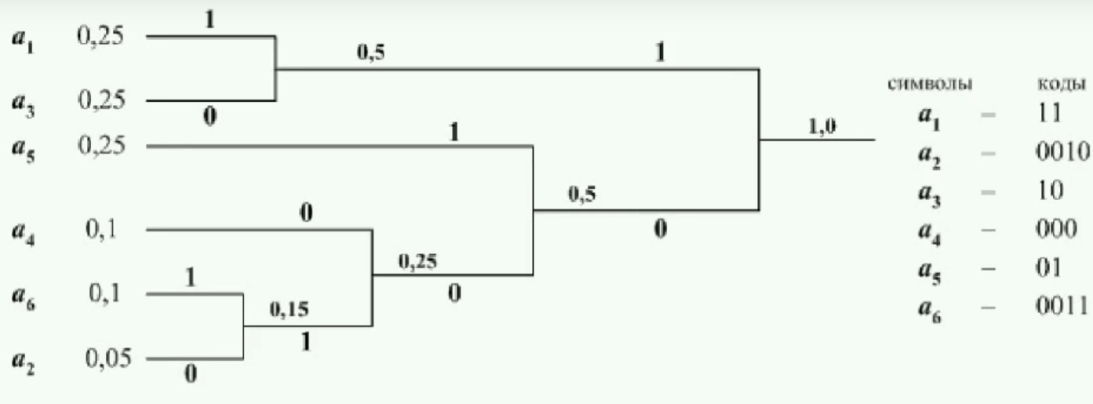 1
a1 0,25
0,5
1
a3 0,25
0
a5 0,25
1
1,0
0,5
0
a4 0,1
0
0,25
0
a6 0,1
1
0,15
1
a2 0,05
0
символы коды
a1 – 11
a2 – 0010
a3 – 10
a4 – 000
a5 – 01
a6 – 0011